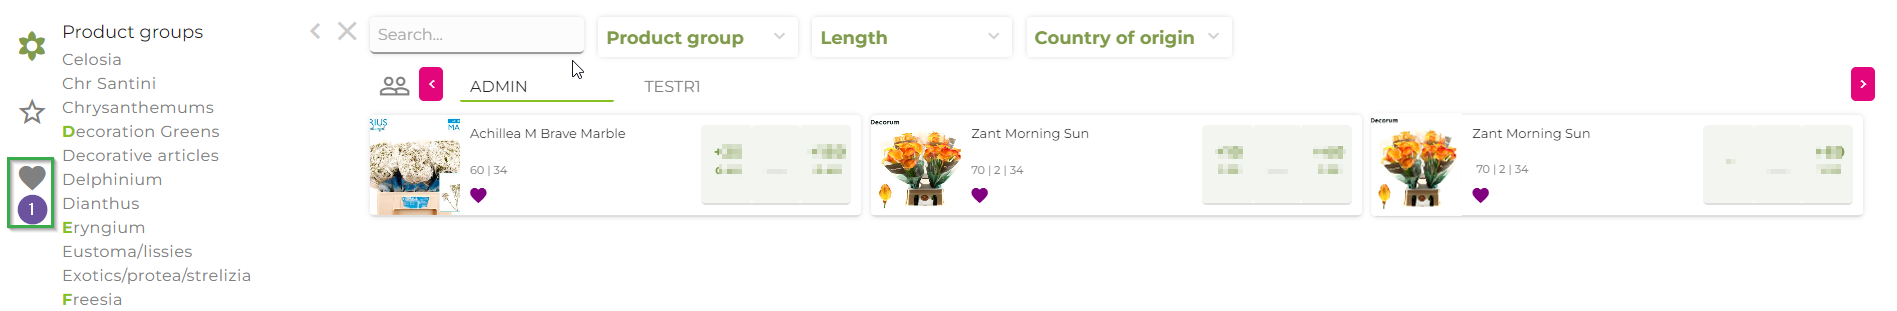 Product groups
Celosia
Chr Santini
Chrysanthemums
Decoration Greens
Decorative articles
Delphinium
Dianthus
Eryngium
Eustoma/lissies
Exotics/protea/strelizia
Freesia
1
Search...
Product group
Length
Country of origin
ADMIN
TESTR1
Achillea M Brave Marble
60 | 34
Decorum
Zant Morning Sun
70 | 2 | 34
Decorum
Zant Morning Sun
70 | 2 | 34